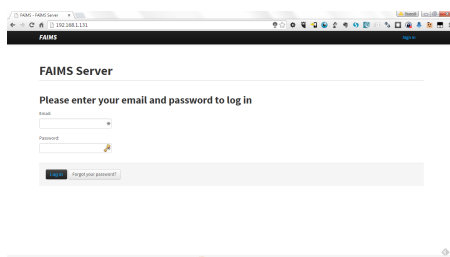 FAIMS - FAIMS Server
192.168.1.131
FAIMS
Sign in
FAIMS Server
Please enter your email and password to log in
Email:
Password:
Log in
Forgot your password?